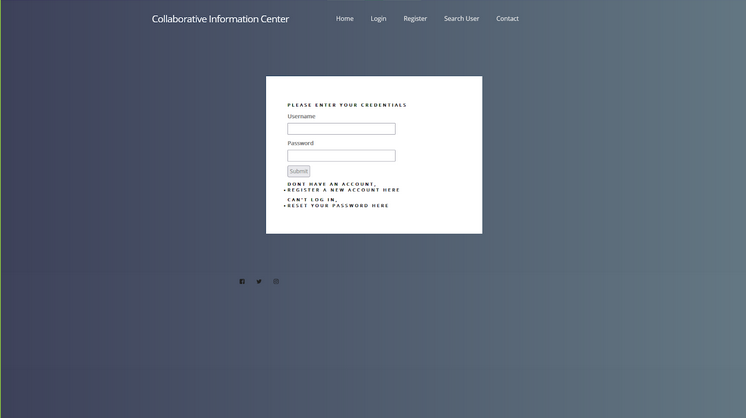 Collaborative Information Center
Home Login Register Search User Contact
PLEASE ENTER YOUR CREDENTIALS
Username
Password
Submit
DONT HAVE AN ACCOUNT,
REGISTER A NEW ACCOUNT HERE
CAN'T LOG IN,
RESET YOUR PASSWORD HERE